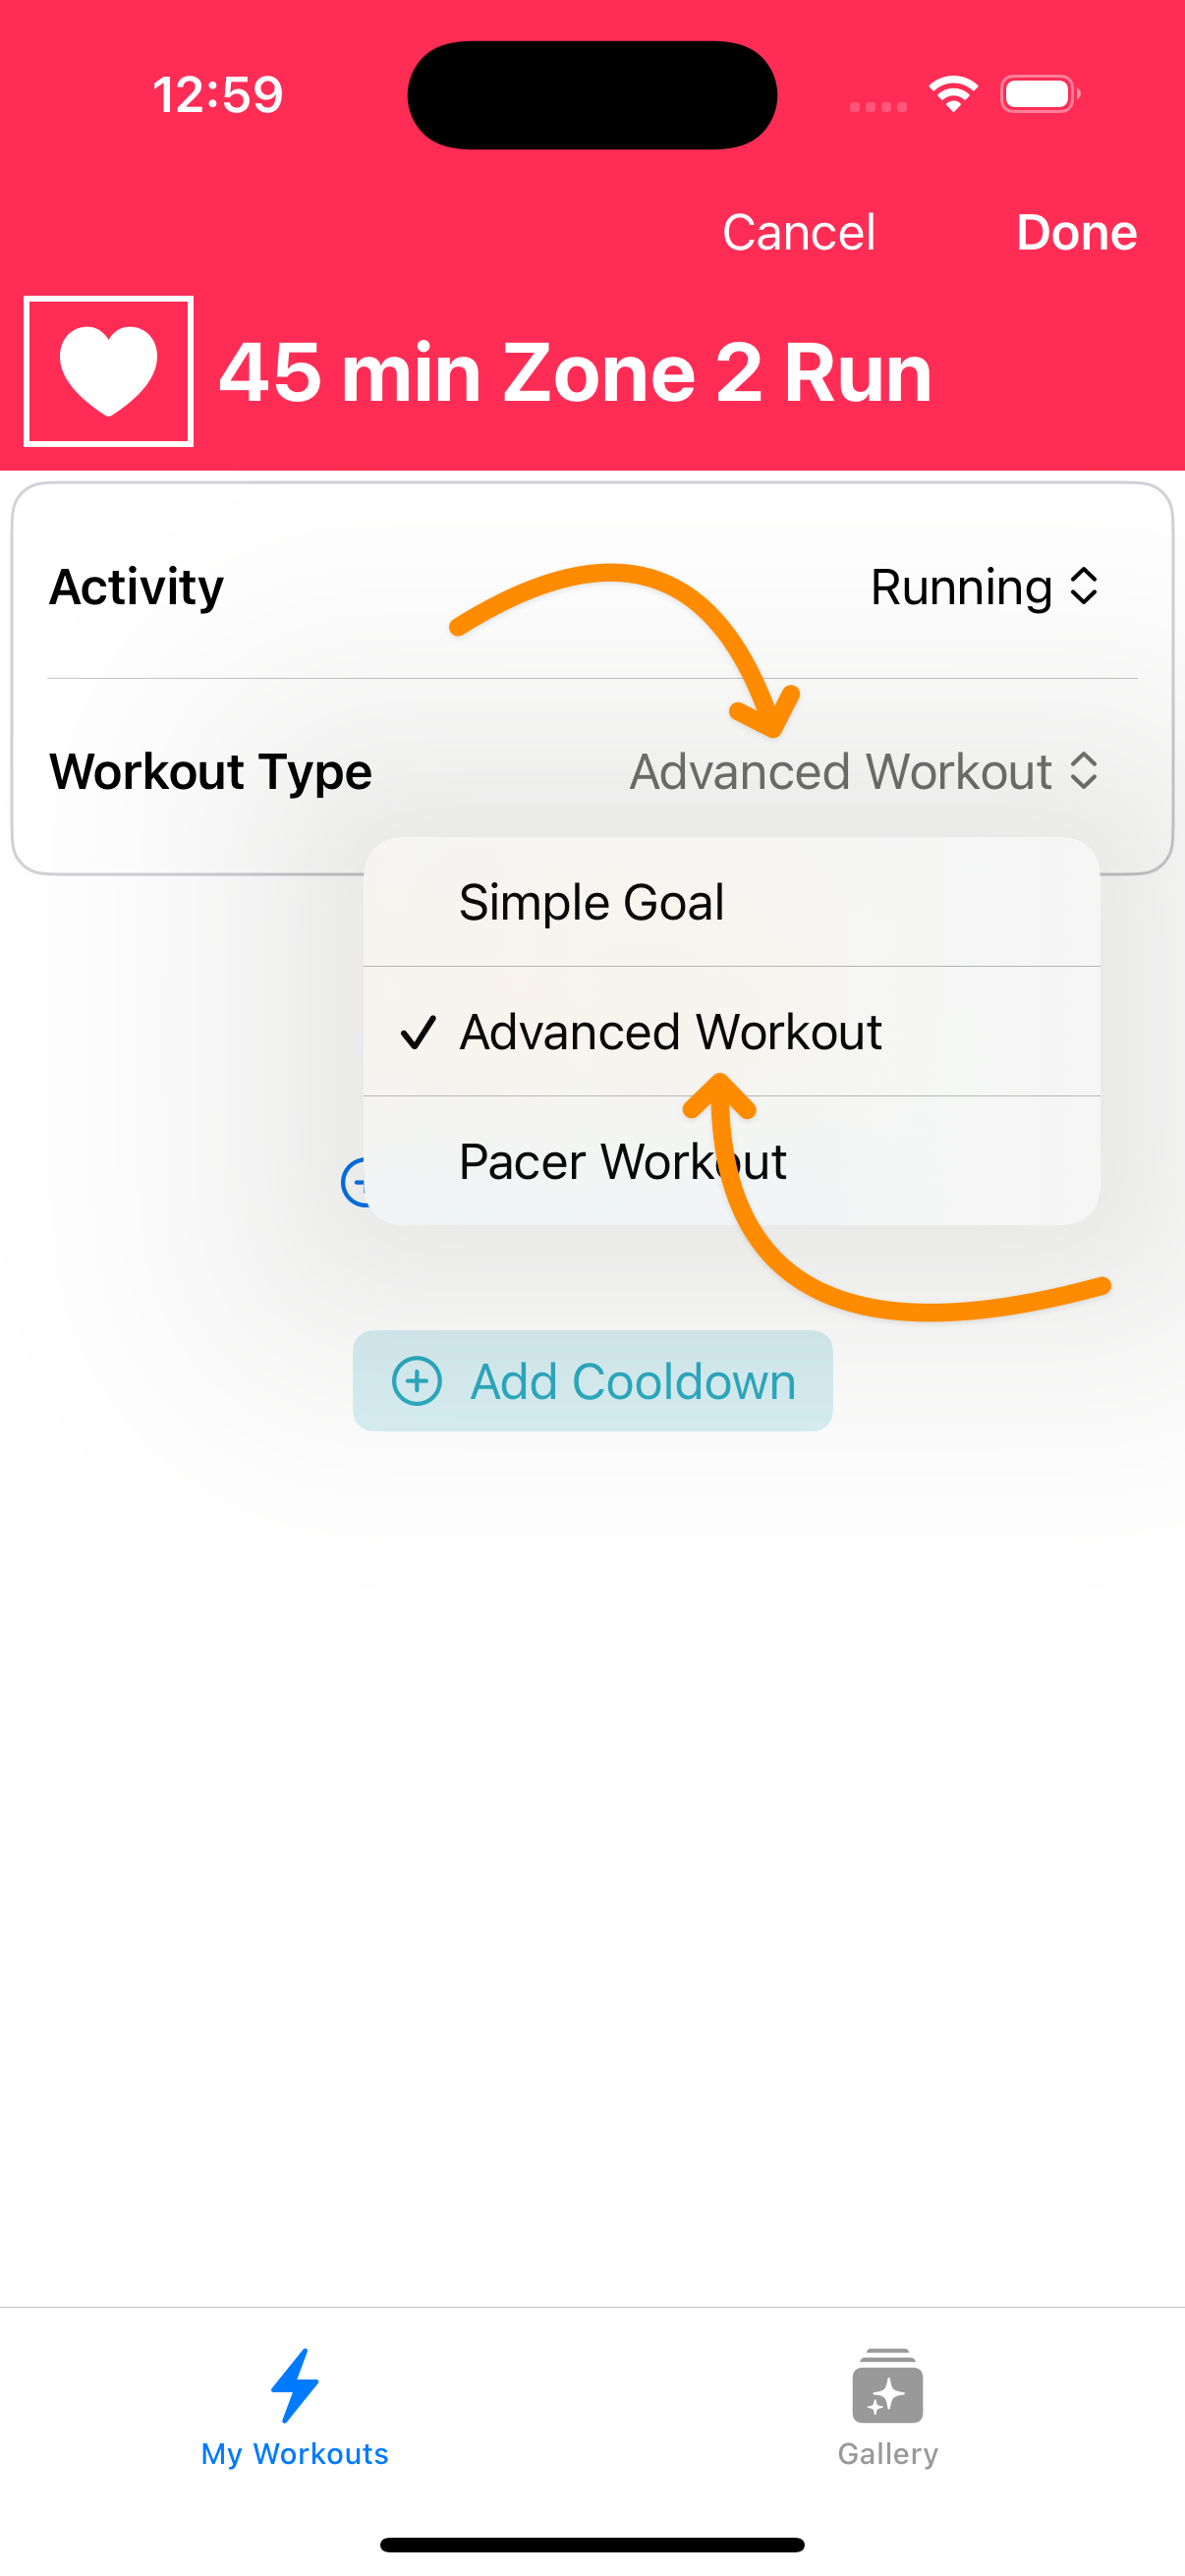 12:59
Cancel Done
45 min Zone 2 Run
Activity Running
Workout Type Advanced Workout
Simple Goal
Advanced Workout
Pacer Workout
Add Cooldown
My Workouts Gallery